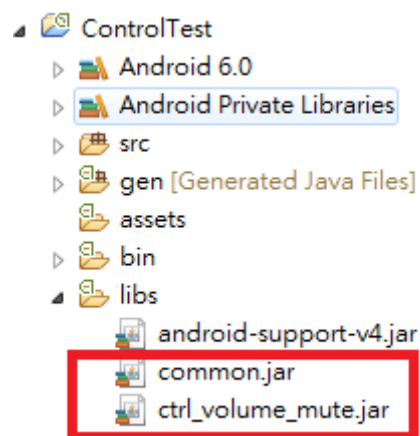 ControlTest
Android 6.0
Android Private Libraries
src
gen [Generated Java Files]
assets
bin
libs
android-support-v4.jar
common.jar
ctrl_volume_mute.jar